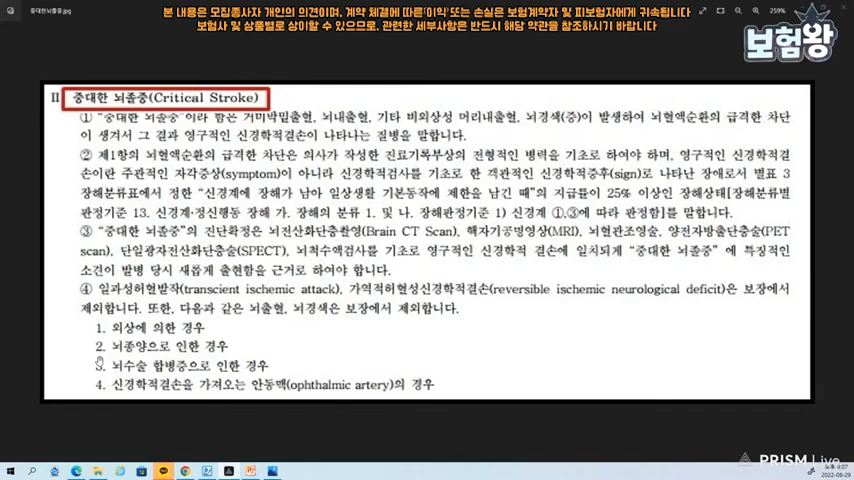 본 내용은 모집종사자 개인의 의견이며, 계약 체결에 따른 이익 또는 손실은 보험계약자 및 피보험자에게 귀속됩니다
중대한뇌졸중.jpg
259%
보험사 및 상품별로 상이할 수 있으므로, 관련한 세부사항은 반드시 해당 약관을 참조하시기 바랍니다
보험왕
Ⅱ 중대한 뇌졸중(Critical Stroke)
① "중대한 뇌졸중"이라 함은 거미막밑출혈, 뇌내출혈, 기타 비외상성 머리내출혈, 뇌경색(증)이 발생하여 뇌혈액순환의 급격한 차단
이 생겨서 그 결과 영구적인 신경학적결손이 나타나는 질병을 말합니다.
② 제1항의 뇌혈액순환의 급격한 차단은 의사가 작성한 진료기록부상의 전형적인 병력을 기초로 하여야 하며, 영구적인 신경학적결
손이란 주관적인 자각증상(symptom)이 아니라 신경학적검사를 기초로 한 객관적인 신경학적증후(sign)로 나타난 장애로서 별표 3
장해분류표에서 정한 "신경계에 장해가 남아 일상생활 기본동작에 제한을 남긴 때"의 지급률이 25% 이상인 장해상태[장해분류별
판정기준 13. 신경계·정신행동 장해 가. 장해의 분류 1. 및 나. 장해판정기준 1) 신경계 ①,③에 따라 판정함]를 말합니다.
③ "중대한 뇌졸중"의 진단확정은 뇌전산화단층촬영(Brain CT Scan), 핵자기공명영상(MRI), 뇌혈관조영술, 양전자방출단층술(PET
scan), 단일광자전산화단층술(SPECT), 뇌척수액검사를 기초로 영구적인 신경학적 결손에 일치되게 "중대한 뇌졸중" 에 특징적인
소견이 발병 당시 새롭게 출현함을 근거로 하여야 합니다.
④ 일과성허혈발작(transcient ischemic attack), 가역적허혈성신경학적결손(reversible ischemic neurological deficit)은 보장에서
제외합니다. 또한, 다음과 같은 뇌출혈, 뇌경색은 보장에서 제외합니다.
1. 외상에 의한 경우
2. 뇌종양으로 인한 경우
3. 뇌수술 합병증으로 인한 경우
4. 신경학적결손을 가져오는 안동맥(ophthalmic artery)의 경우
PRISM Live
2022-08-29